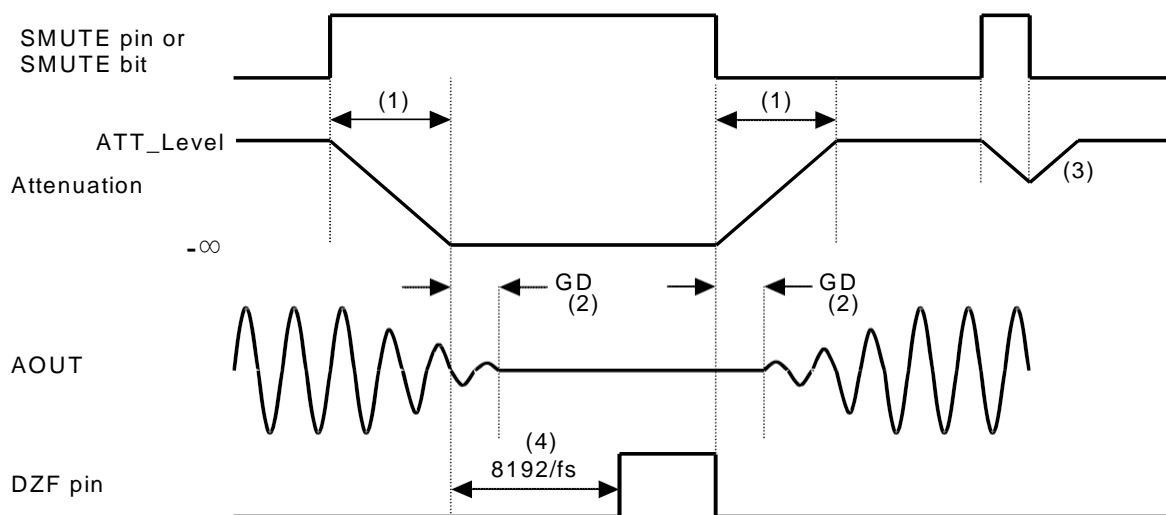 SMUTE pin or
SMUTE bit
(1)
(1)
ATT_Level
Attenuation
(3)
-∞
GD
(2)
GD
(2)
AOUT
(4)
8192/fs
DZF pin